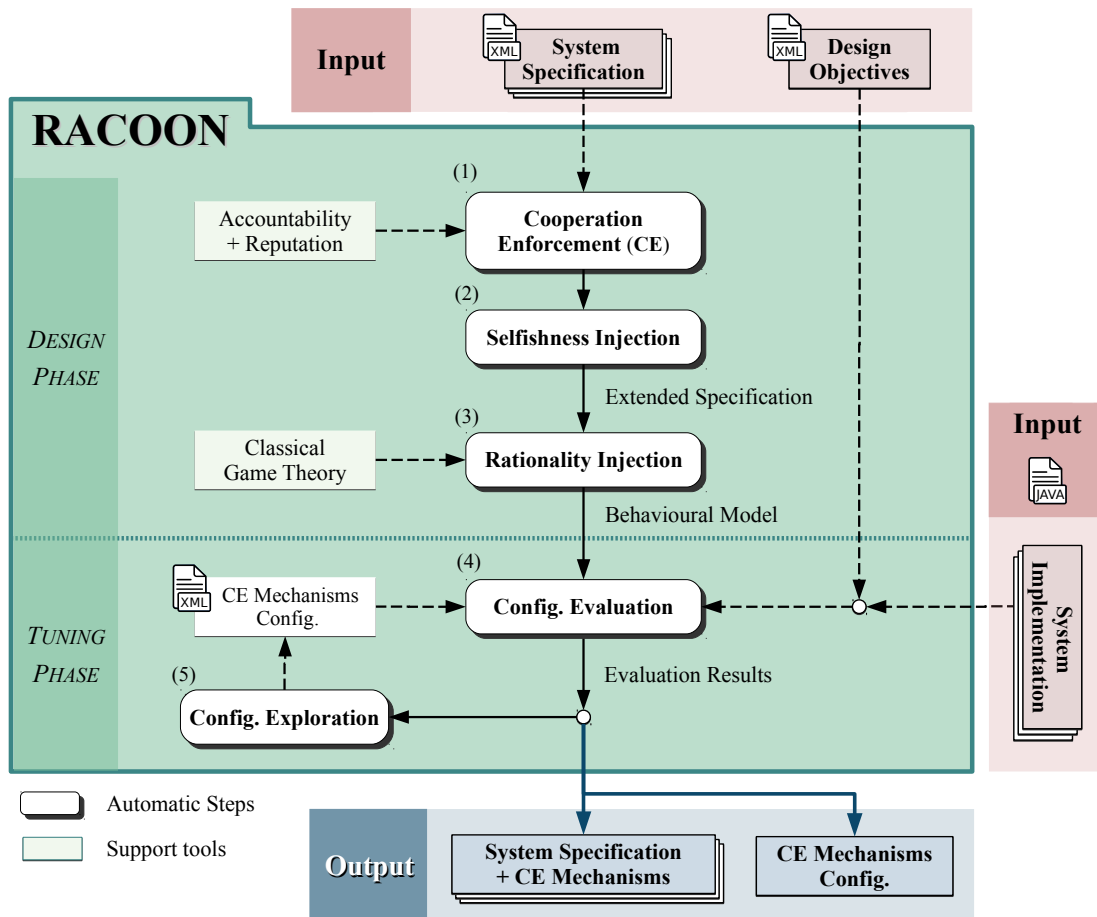 Input
XML
System
Specification
XML
Design
Objectives
RACOON
(1)
Accountability
+ Reputation
Cooperation
Enforcement (CE)
(2)
Selfishness Injection
DESIGN
PHASE
Extended Specification
(3)
Classical
Game Theory
Rationality Injection
Behavioural Model
Input
JAVA
System
Implementation
(4)
XML
CE Mechanisms
Config.
Config. Evaluation
TUNING
PHASE
Evaluation Results
(5)
Config. Exploration
Automatic Steps
Support tools
Output
System Specification
+ CE Mechanisms
CE Mechanisms
Config.